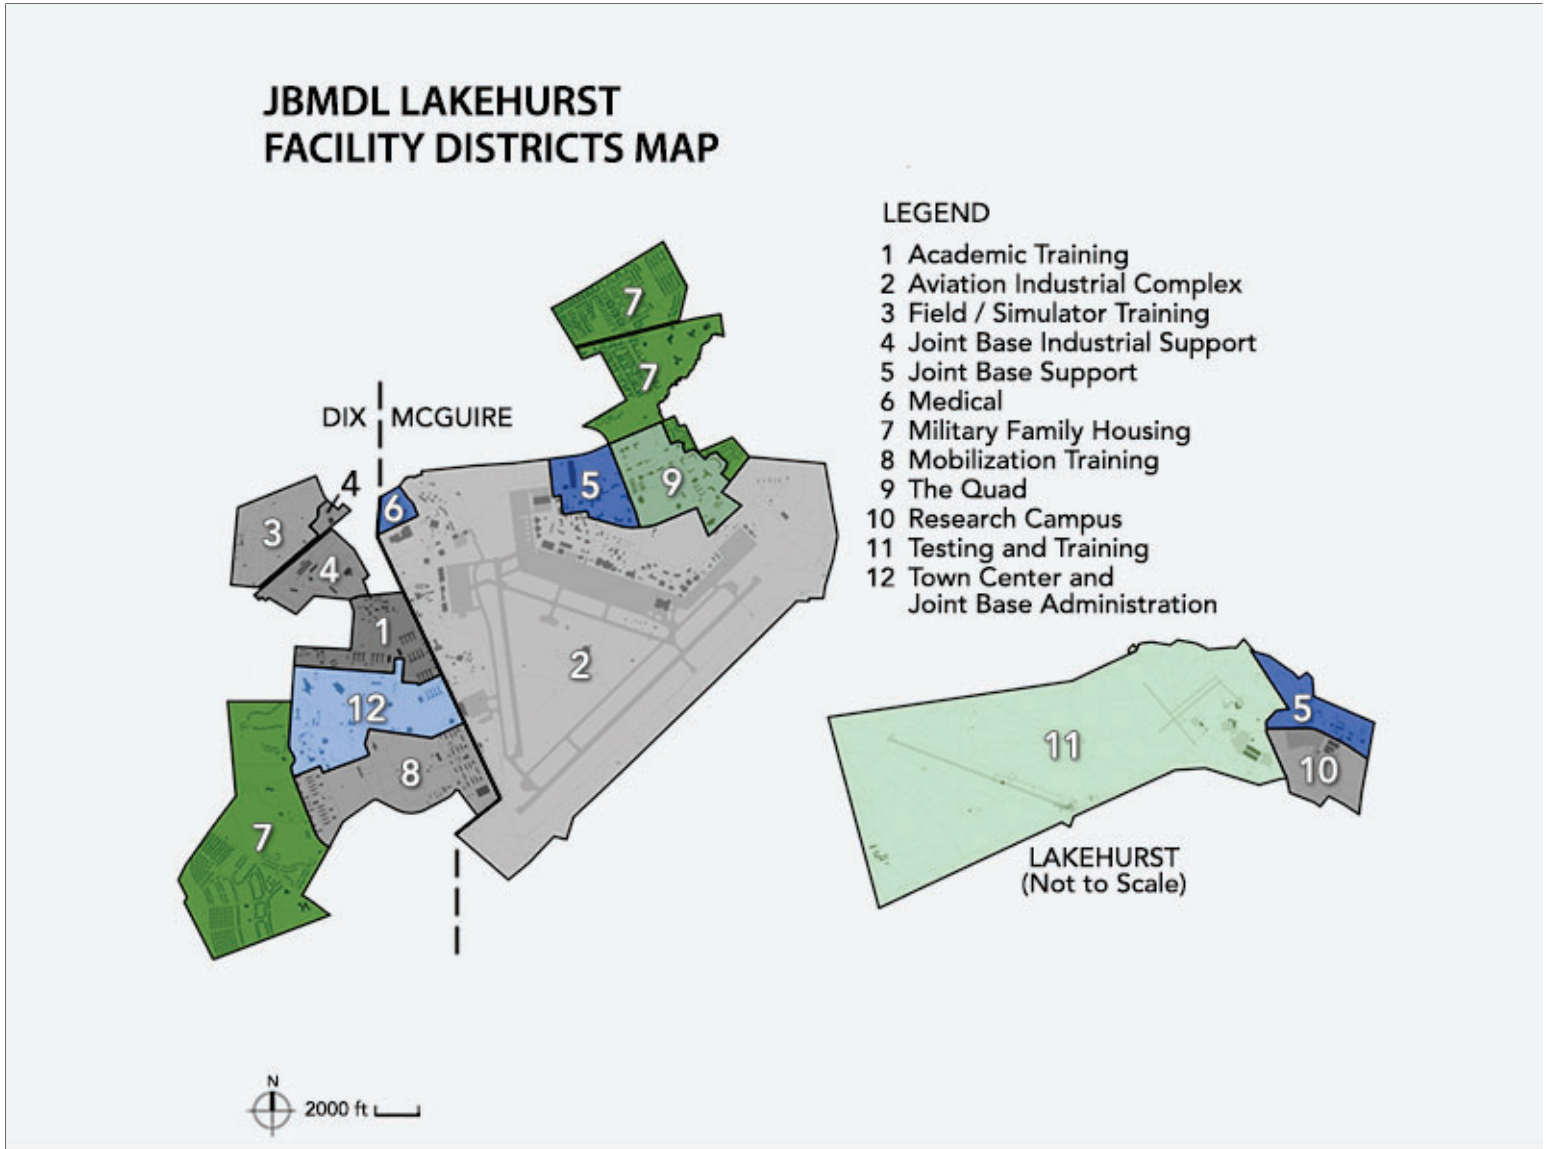 JBMDL LAKEHURST
FACILITY DISTRICTS MAP
LEGEND
1 Academic Training
2 Aviation Industrial Complex
3 Field / Simulator Training
4 Joint Base Industrial Support
5 Joint Base Support
6 Medical
7 Military Family Housing
8 Mobilization Training
9 The Quad
10 Research Campus
11 Testing and Training
12 Town Center and
Joint Base Administration
7
7
DIX
MCGUIRE
4
6
5
9
3
4
1
2
12
8
7
11
5
10
LAKEHURST
(Not to Scale)
N
2000 ft